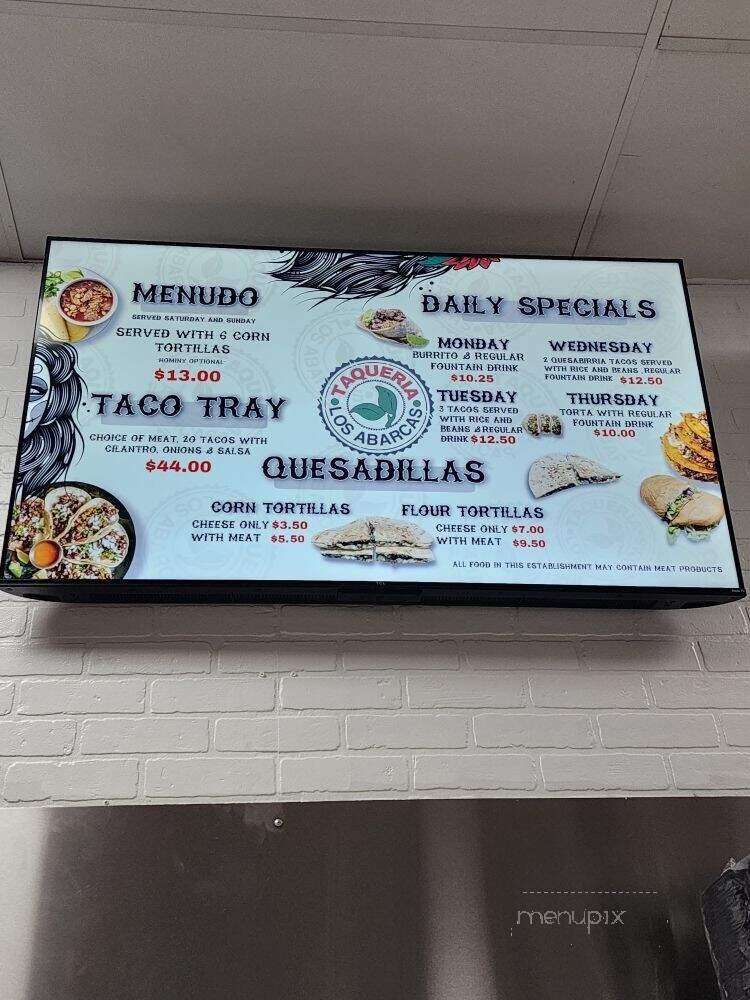 MENUDO
SERVED SATURDAY AND SUNDAY
SERVED WITH 6 CORN
TORTILLAS
HOMINY OPTIONAL
$13.00
TACO TRAY
CHOICE OF MEAT, 20 TACOS WITH
CILANTRO, ONIONS & SALSA
$44.00
TAQUERIA
LOS ABARCAS
DAILY SPECIALS
MONDAY
BURRITO & REGULAR
FOUNTAIN DRINK
$10.25
WEDNESDAY
2 QUESABIRRIA TACOS SERVED
WITH RICE AND BEANS ,REGULAR
FOUNTAIN DRINK $12.50
TUESDAY
3 TACOS SERVED
WITH RICE AND
BEANS &REGULAR
DRINK $12.50
THURSDAY
TORTA WITH REGULAR
FOUNTAIN DRINK
$10.00
QUESADILLAS
CORN TORTILLAS
CHEESE ONLY $3.50
WITH MEAT $5.50
FLOUR TORTILLAS
CHEESE ONLY $7.00
WITH MEAT $9.50
ALL FOOD IN THIS ESTABLISHMENT MAY CONTAIN MEAT PRODUCTS
TCL
menupix